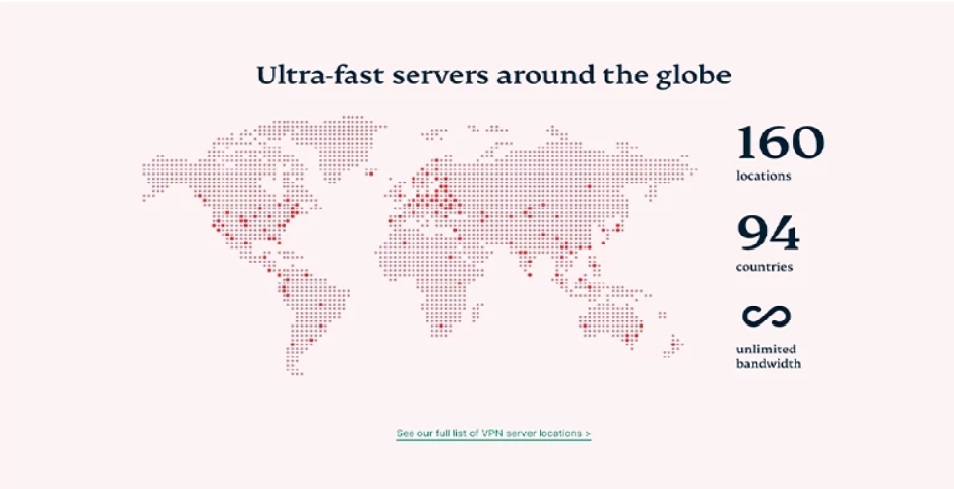 Ultra-fast servers around the globe
160
locations
94
countries
∞
unlimited
bandwidth
See our full list of VPN server locations >